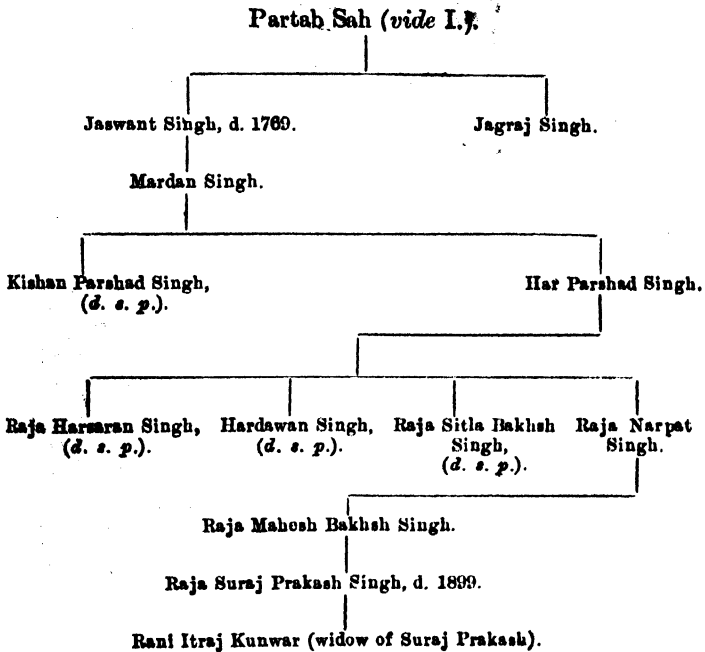 Partab Sah (vide I.).
Jaswant Singh, d. 1769.
Jagraj Singh.
Mardan Singh.
Kishan Parshad Singh,
(d. s. p.).
Har Parshad Singh.
Raja Harsaran Singh,
(d. s. p.).
Hardawan Singh,
(d. s. p.).
Raja Sitla Bakhsh
Singh,
(d. s. p.).
Raja Narpat
Singh.
Raja Mahesh Bakhsh Singh.
Raja Suraj Prakash Singh, d. 1899.
Rani Itraj Kunwar (widow of Suraj Prakash).